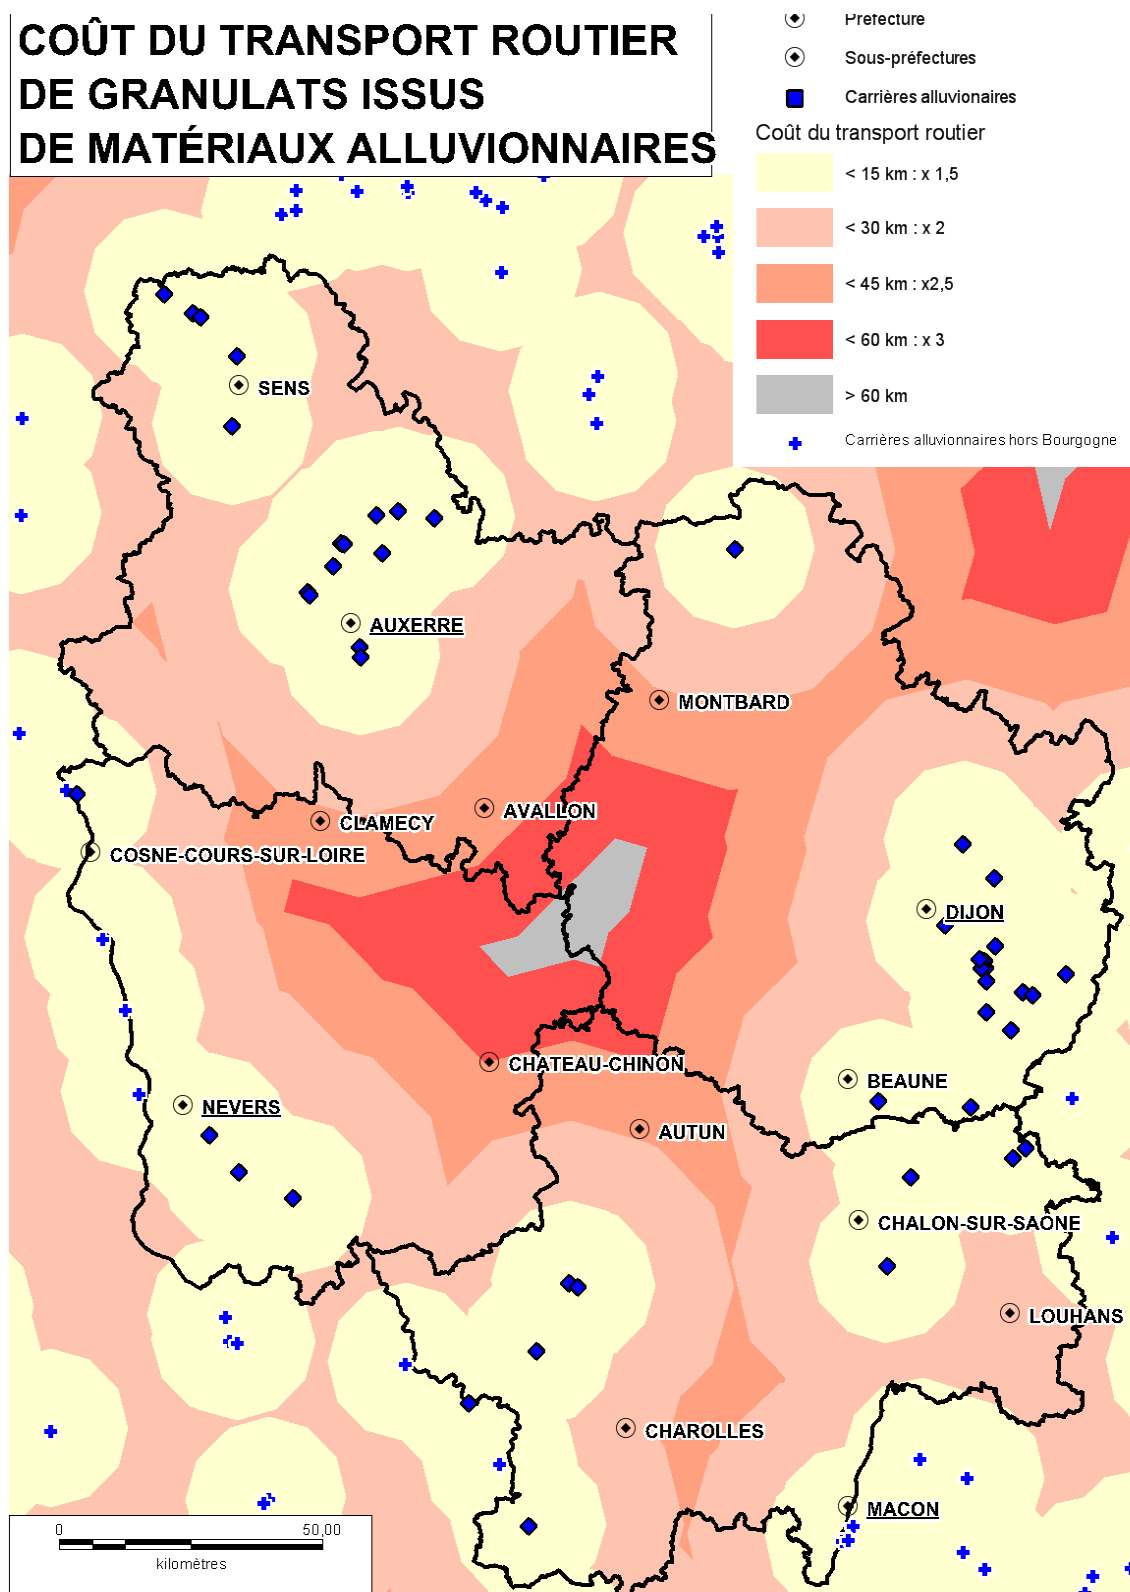 COÛT DU TRANSPORT ROUTIER
DE GRANULATS ISSUS
DE MATÉRIAUX ALLUVIONNAIRES
Préfecture
Sous-préfectures
Carrières alluvionaires
Coût du transport routier
< 15 km : x 1,5
< 30 km : x 2
< 45 km : x2,5
< 60 km : x 3
> 60 km
Carrières alluvionnaires hors Bourgogne
SENS
AUXERRE
MONTBARD
AVALLON
CLAMECY
COSNE-COURS-SUR-LOIRE
DIJON
CHATEAU-CHINON
BEAUNE
NEVERS
AUTUN
CHALON-SUR-SAONE
LOUHANS
CHAROLLES
MACON
0 50,00
kilomètres